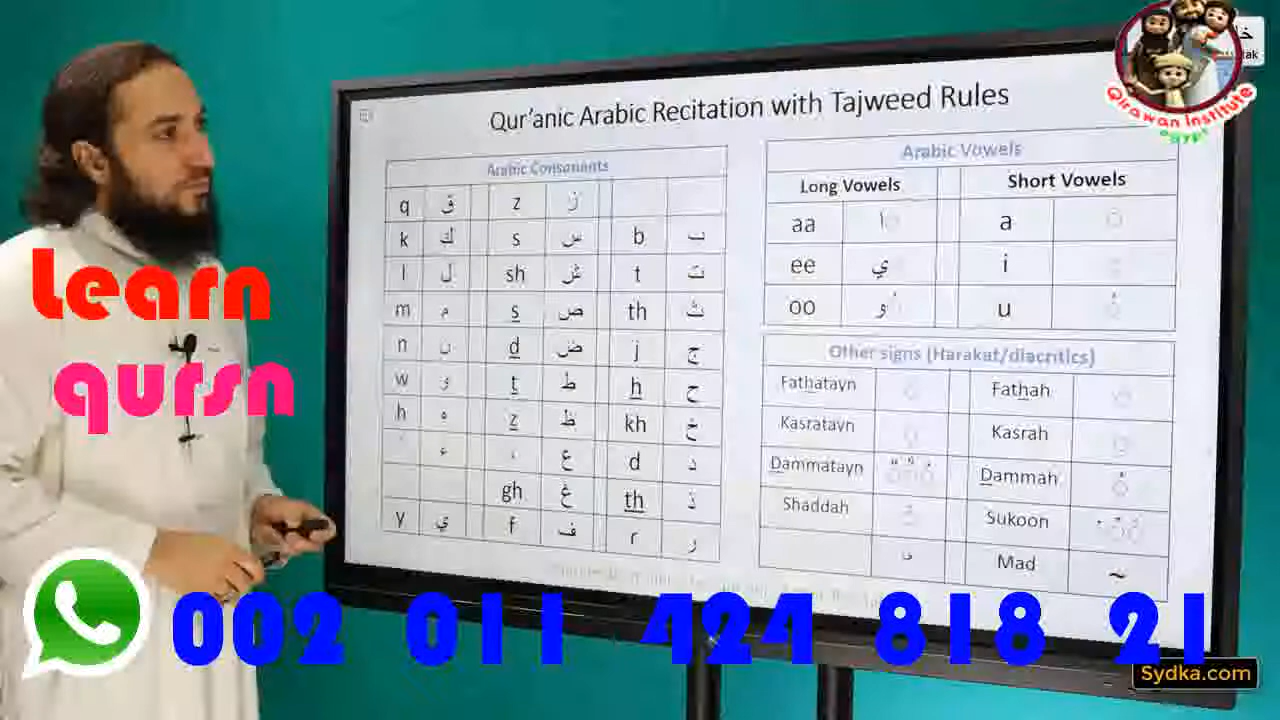 Qur'anic Arabic Recitation with Tajweed Rules
Arabic Consonants
q ق z ز
k ك s س b ب
l ل sh ش t ت
m م s ص th ث
n ن d ض j ج
w و t ط h ح
h ه z ظ kh خ
ء ع d د
gh غ th ذ
y ي f ف r ر
Arabic Vowels
Long Vowels Short Vowels
aa ا a
ee ي i
oo و u
Other signs (Harakat/diacritics)
Fathatayn Fathah
Kasratayn Kasrah
Dammatayn Dammah
Shaddah Sukoon
Mad ~
Qirawan Institute
egypt
Learn
qursn
002 011 424 818 21
Sydka.com